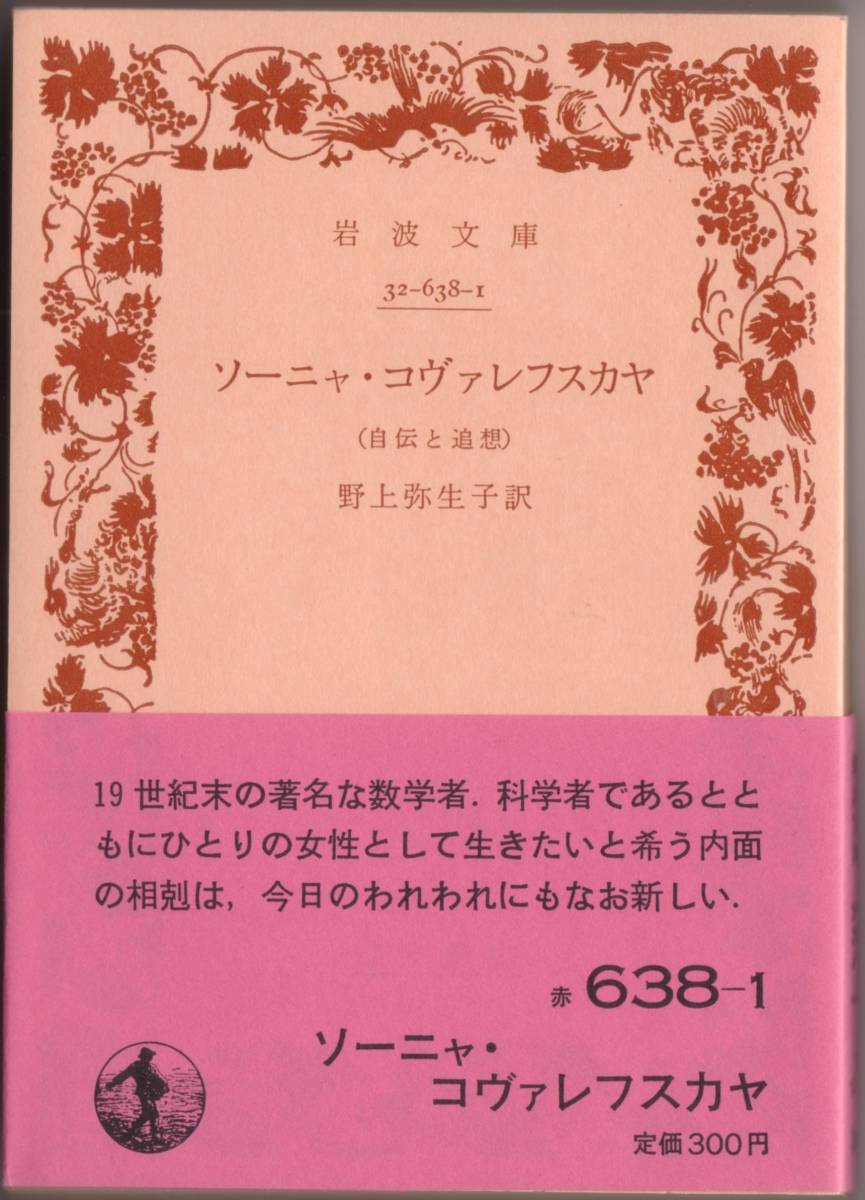 岩波文庫
32-638-1
ソーニャ・コヴァレフスカヤ
(自伝と追想)
野上弥生子訳
19世紀末の著名な数学者. 科学者であるとと
もにひとりの女性として生きたいと希う内面
の相剋は, 今日のわれわれにもなお新しい.
赤 638-1
ソーニャ・
コヴァレフスカヤ
定価300円